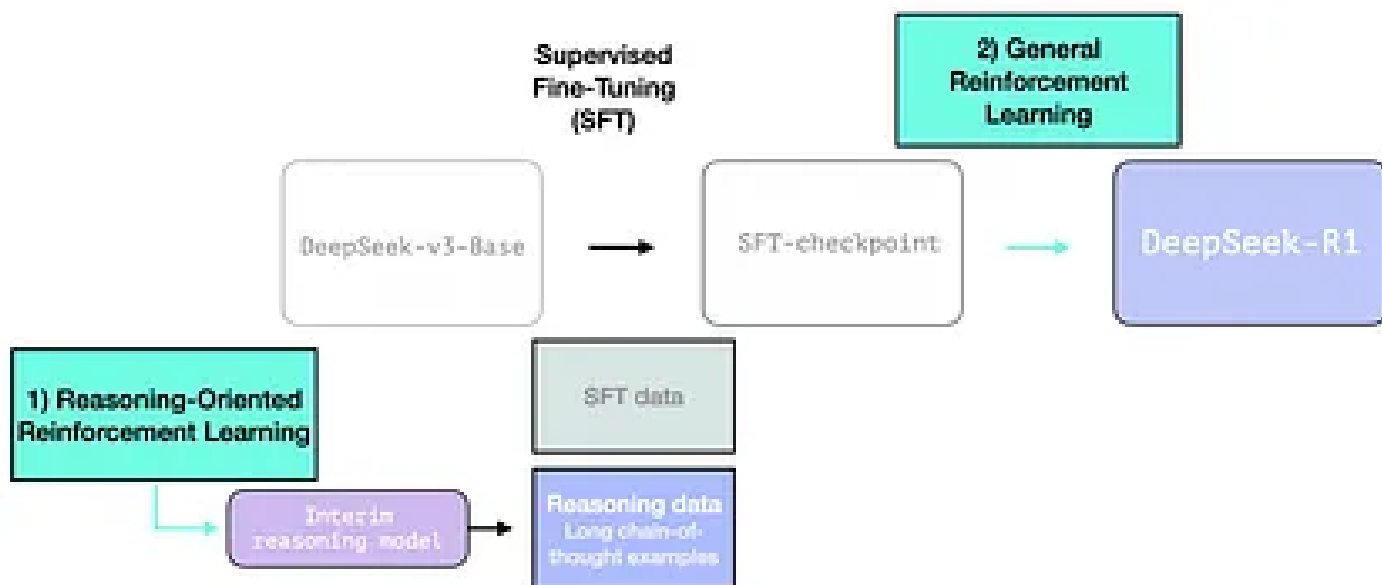 Supervised
Fine-Tuning
(SFT)
2) General
Reinforcement
Learning
DeepSeek-v3-Base
SFT-checkpoint
DeepSeek-R1
1) Reasoning-Oriented
Reinforcement Learning
SFT data
Interim
reasoning model
Reasoning data
Long chain-of-
thought examples